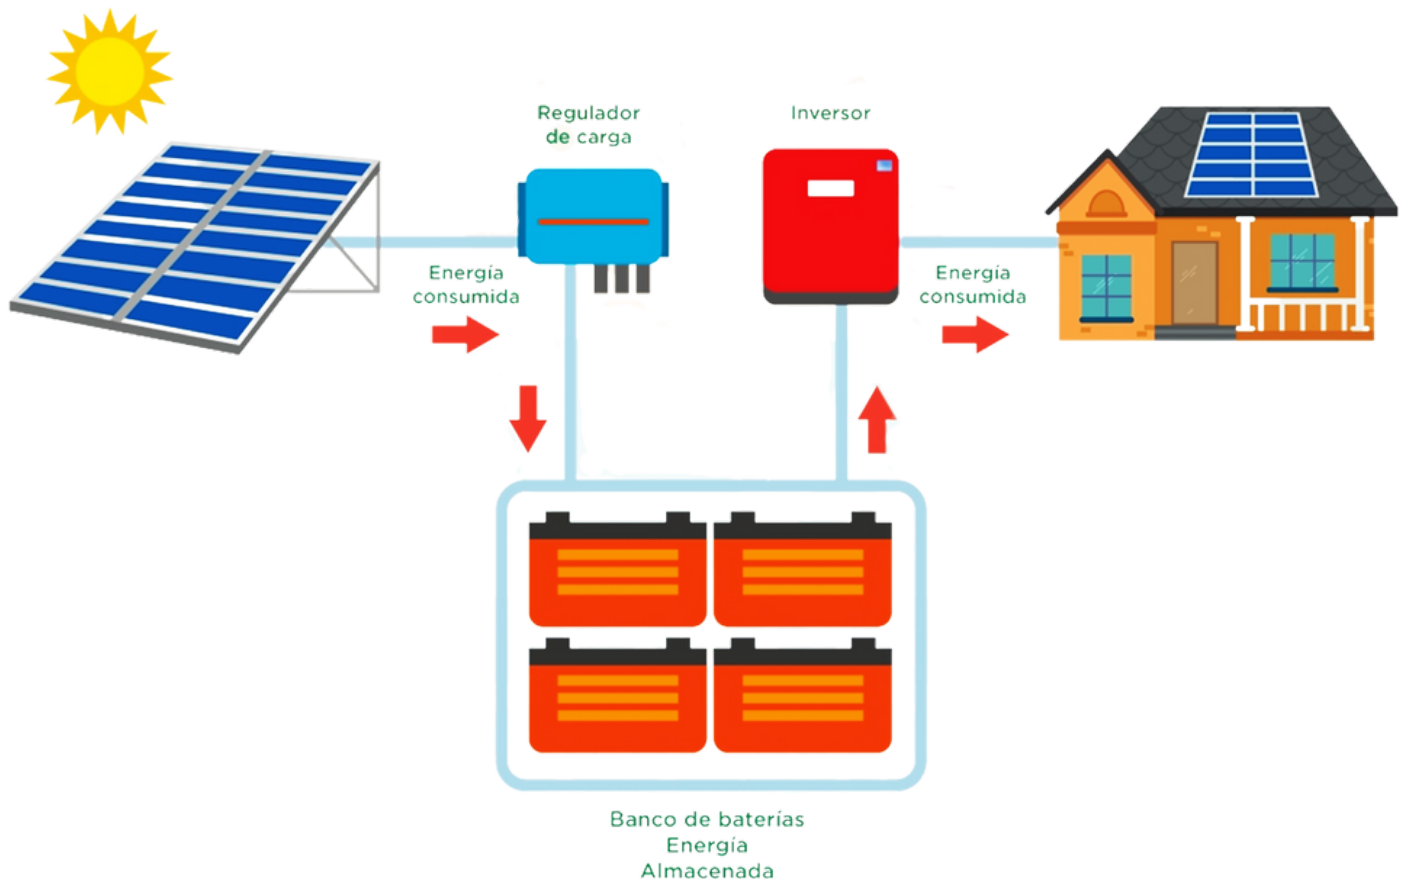 Regulador
de carga
Inversor
Energía
consumida
Energía
consumida
Banco de baterías
Energía
Almacenada